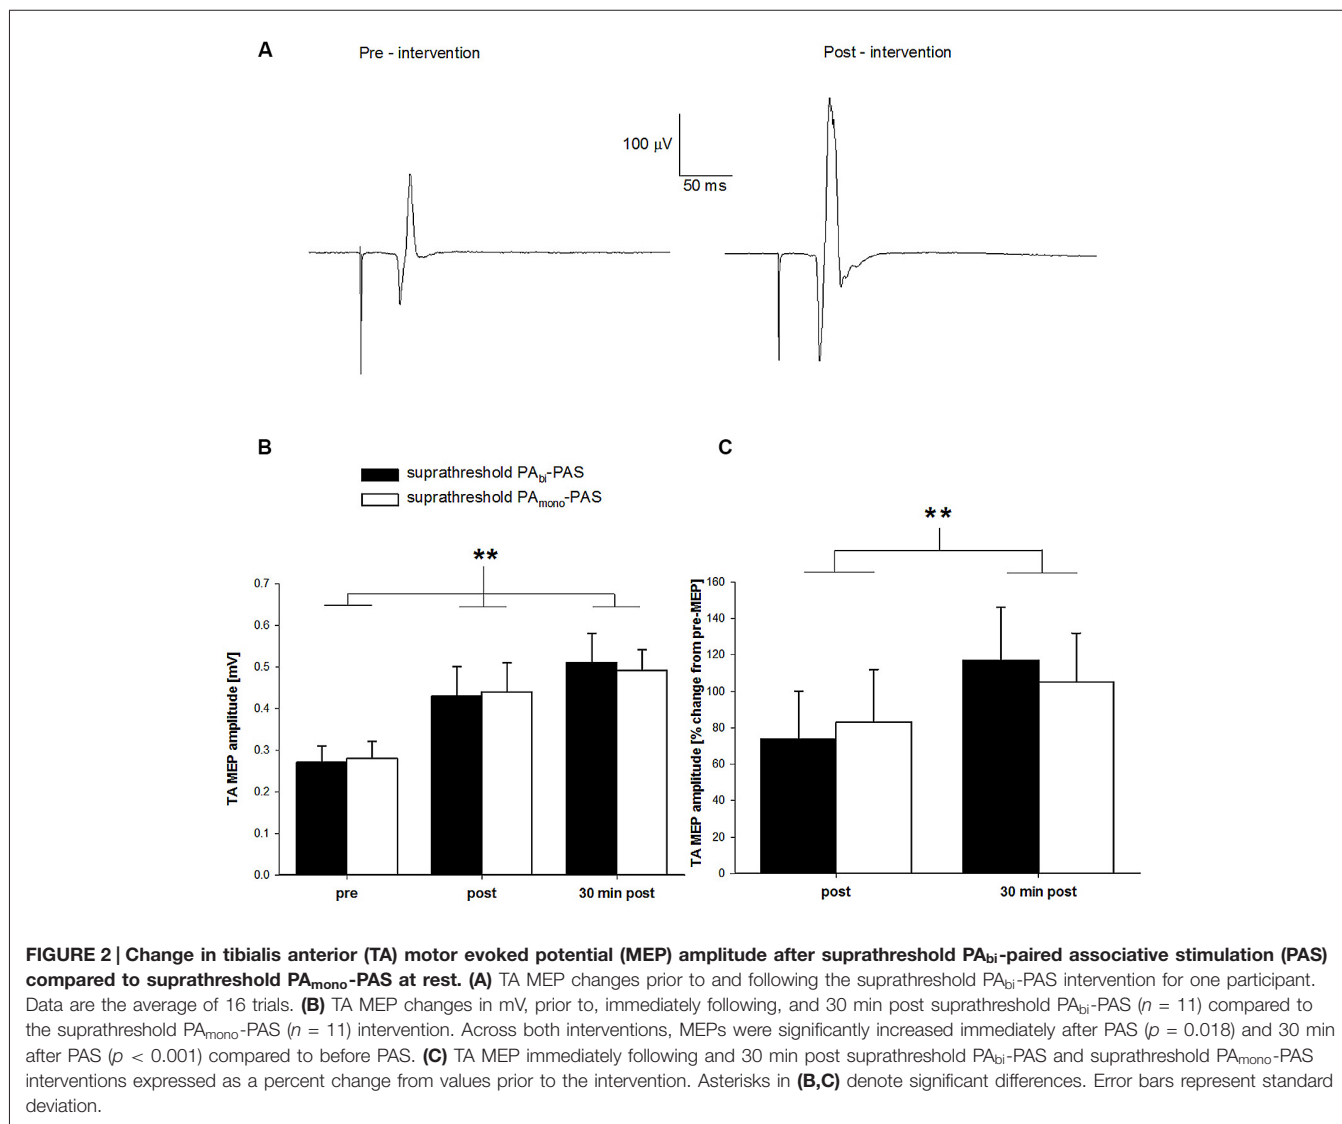 A
Pre - intervention
Post - intervention
100 μV
50 ms
B
suprathreshold PAbi-PAS
suprathreshold PAmono-PAS
**
TA MEP amplitude [mV]
0.7
0.6
0.5
0.4
0.3
0.2
0.1
0.0
pre
post
30 min post
C
**
TA MEP amplitude [% change from pre-MEP]
160
140
120
100
80
60
40
20
0
post
30 min post
FIGURE 2 | Change in tibialis anterior (TA) motor evoked potential (MEP) amplitude after suprathreshold PAbi-paired associative stimulation (PAS)
compared to suprathreshold PAmono-PAS at rest. (A) TA MEP changes prior to and following the suprathreshold PAbi-PAS intervention for one participant.
Data are the average of 16 trials. (B) TA MEP changes in mV, prior to, immediately following, and 30 min post suprathreshold PAbi-PAS (n = 11) compared to
the suprathreshold PAmono-PAS (n = 11) intervention. Across both interventions, MEPs were significantly increased immediately after PAS (p = 0.018) and 30 min
after PAS (p < 0.001) compared to before PAS. (C) TA MEP immediately following and 30 min post suprathreshold PAbi-PAS and suprathreshold PAmono-PAS
interventions expressed as a percent change from values prior to the intervention. Asterisks in (B,C) denote significant differences. Error bars represent standard
deviation.